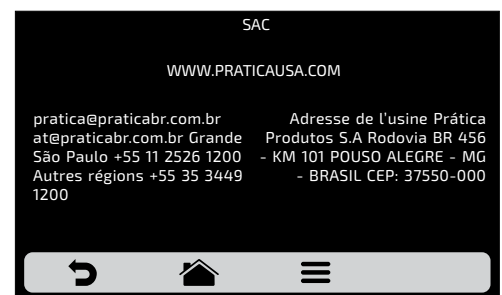 SAC
WWW.PRATICAUSA.COM
pratica@praticabr.com.br
at@praticabr.com.br Grande
São Paulo +55 11 2526 1200
Autres régions +55 35 3449
1200
Adresse de l'usine Prática
Produtos S.A Rodovia BR 456
- KM 101 POUSO ALEGRE - MG
- BRASIL CEP: 37550-000